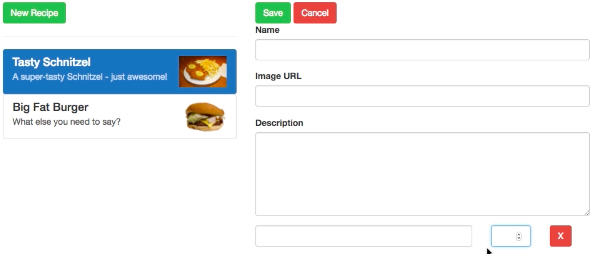 New Recipe
Tasty Schnitzel
A super-tasty Schnitzel - just awesome!
Big Fat Burger
What else you need to say?
Save
Cancel
Name
Image URL
Description
X